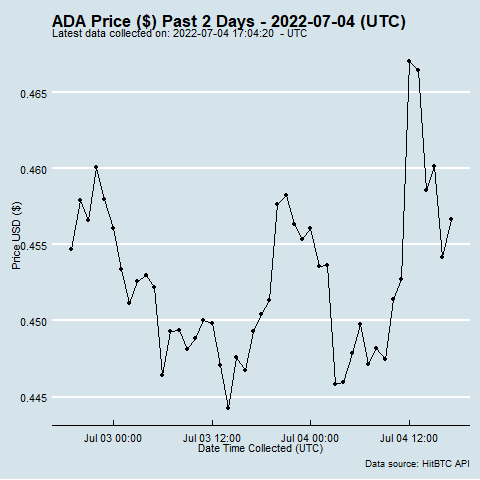 ADA Price ($) Past 2 Days - 2022-07-04 (UTC)
Latest data collected on: 2022-07-04 17:04:20 - UTC
0.465
0.460
0.455
0.450
0.445
Price USD ($)
Jul 03 00:00 Jul 03 12:00 Jul 04 00:00 Jul 04 12:00
Date Time Collected (UTC)
Data source: HitBTC API